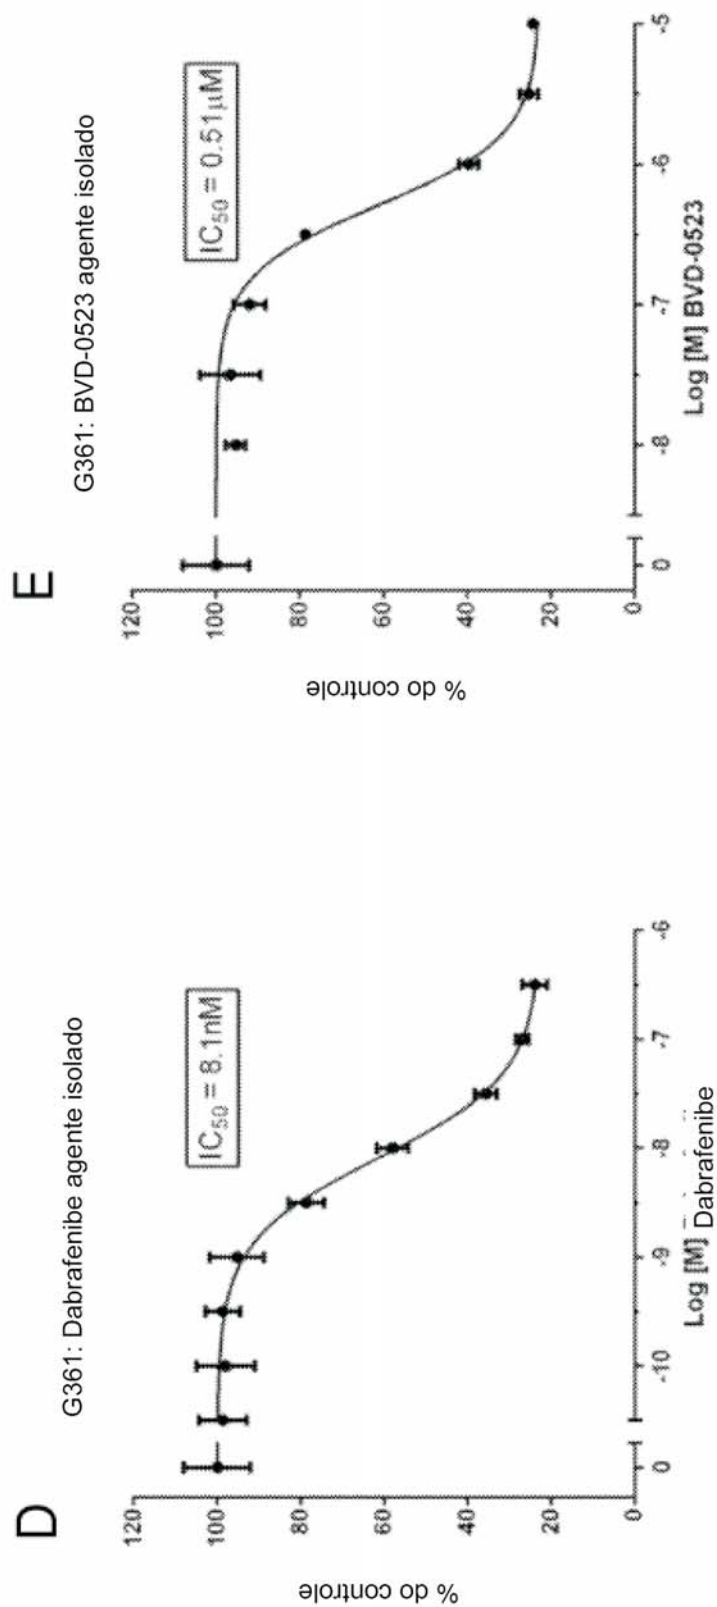 D
G361: Dabrafenibe agente isolado
IC50 = 8.1nM
% do controle
120
100
80
60
40
20
0
0 -10 -9 -8 -7 -6
Log [M] Dabrafenibe
E
G361: BVD-0523 agente isolado
IC50 = 0.51µM
% do controle
120
100
80
60
40
20
0
0 -8 -7 -6 -5
Log [M] BVD-0523